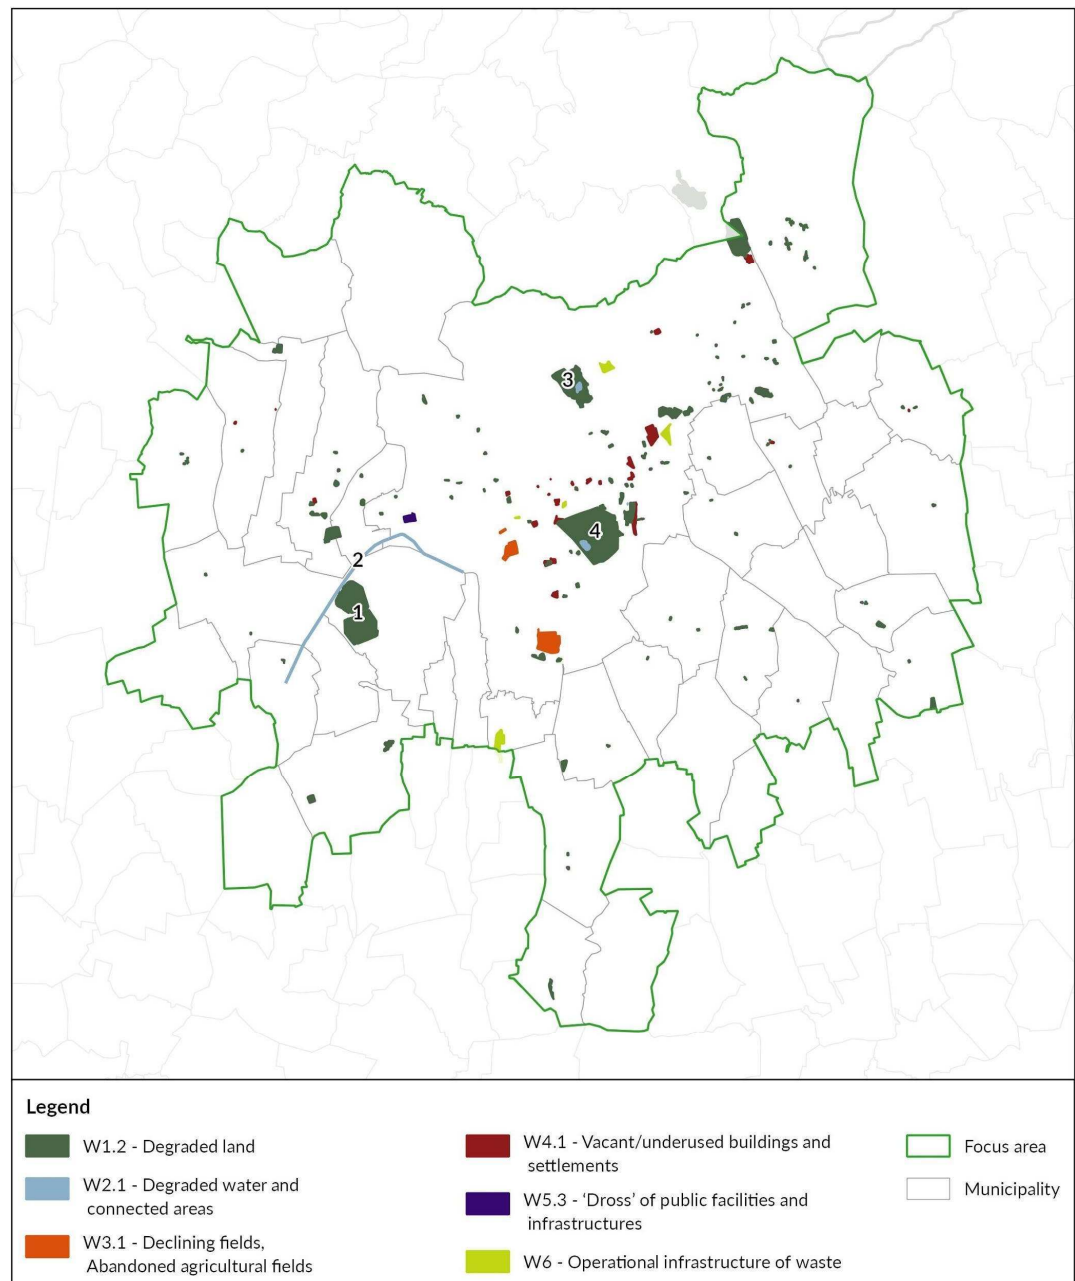 3
4
2
1
Legend
W1.2 - Degraded land
W2.1 - Degraded water and
connected areas
W3.1 - Declining fields,
Abandoned agricultural fields
W4.1 - Vacant/underused buildings and
settlements
W5.3 - ‘Dross’ of public facilities and
infrastructures
W6 - Operational infrastructure of waste
Focus area
Municipality